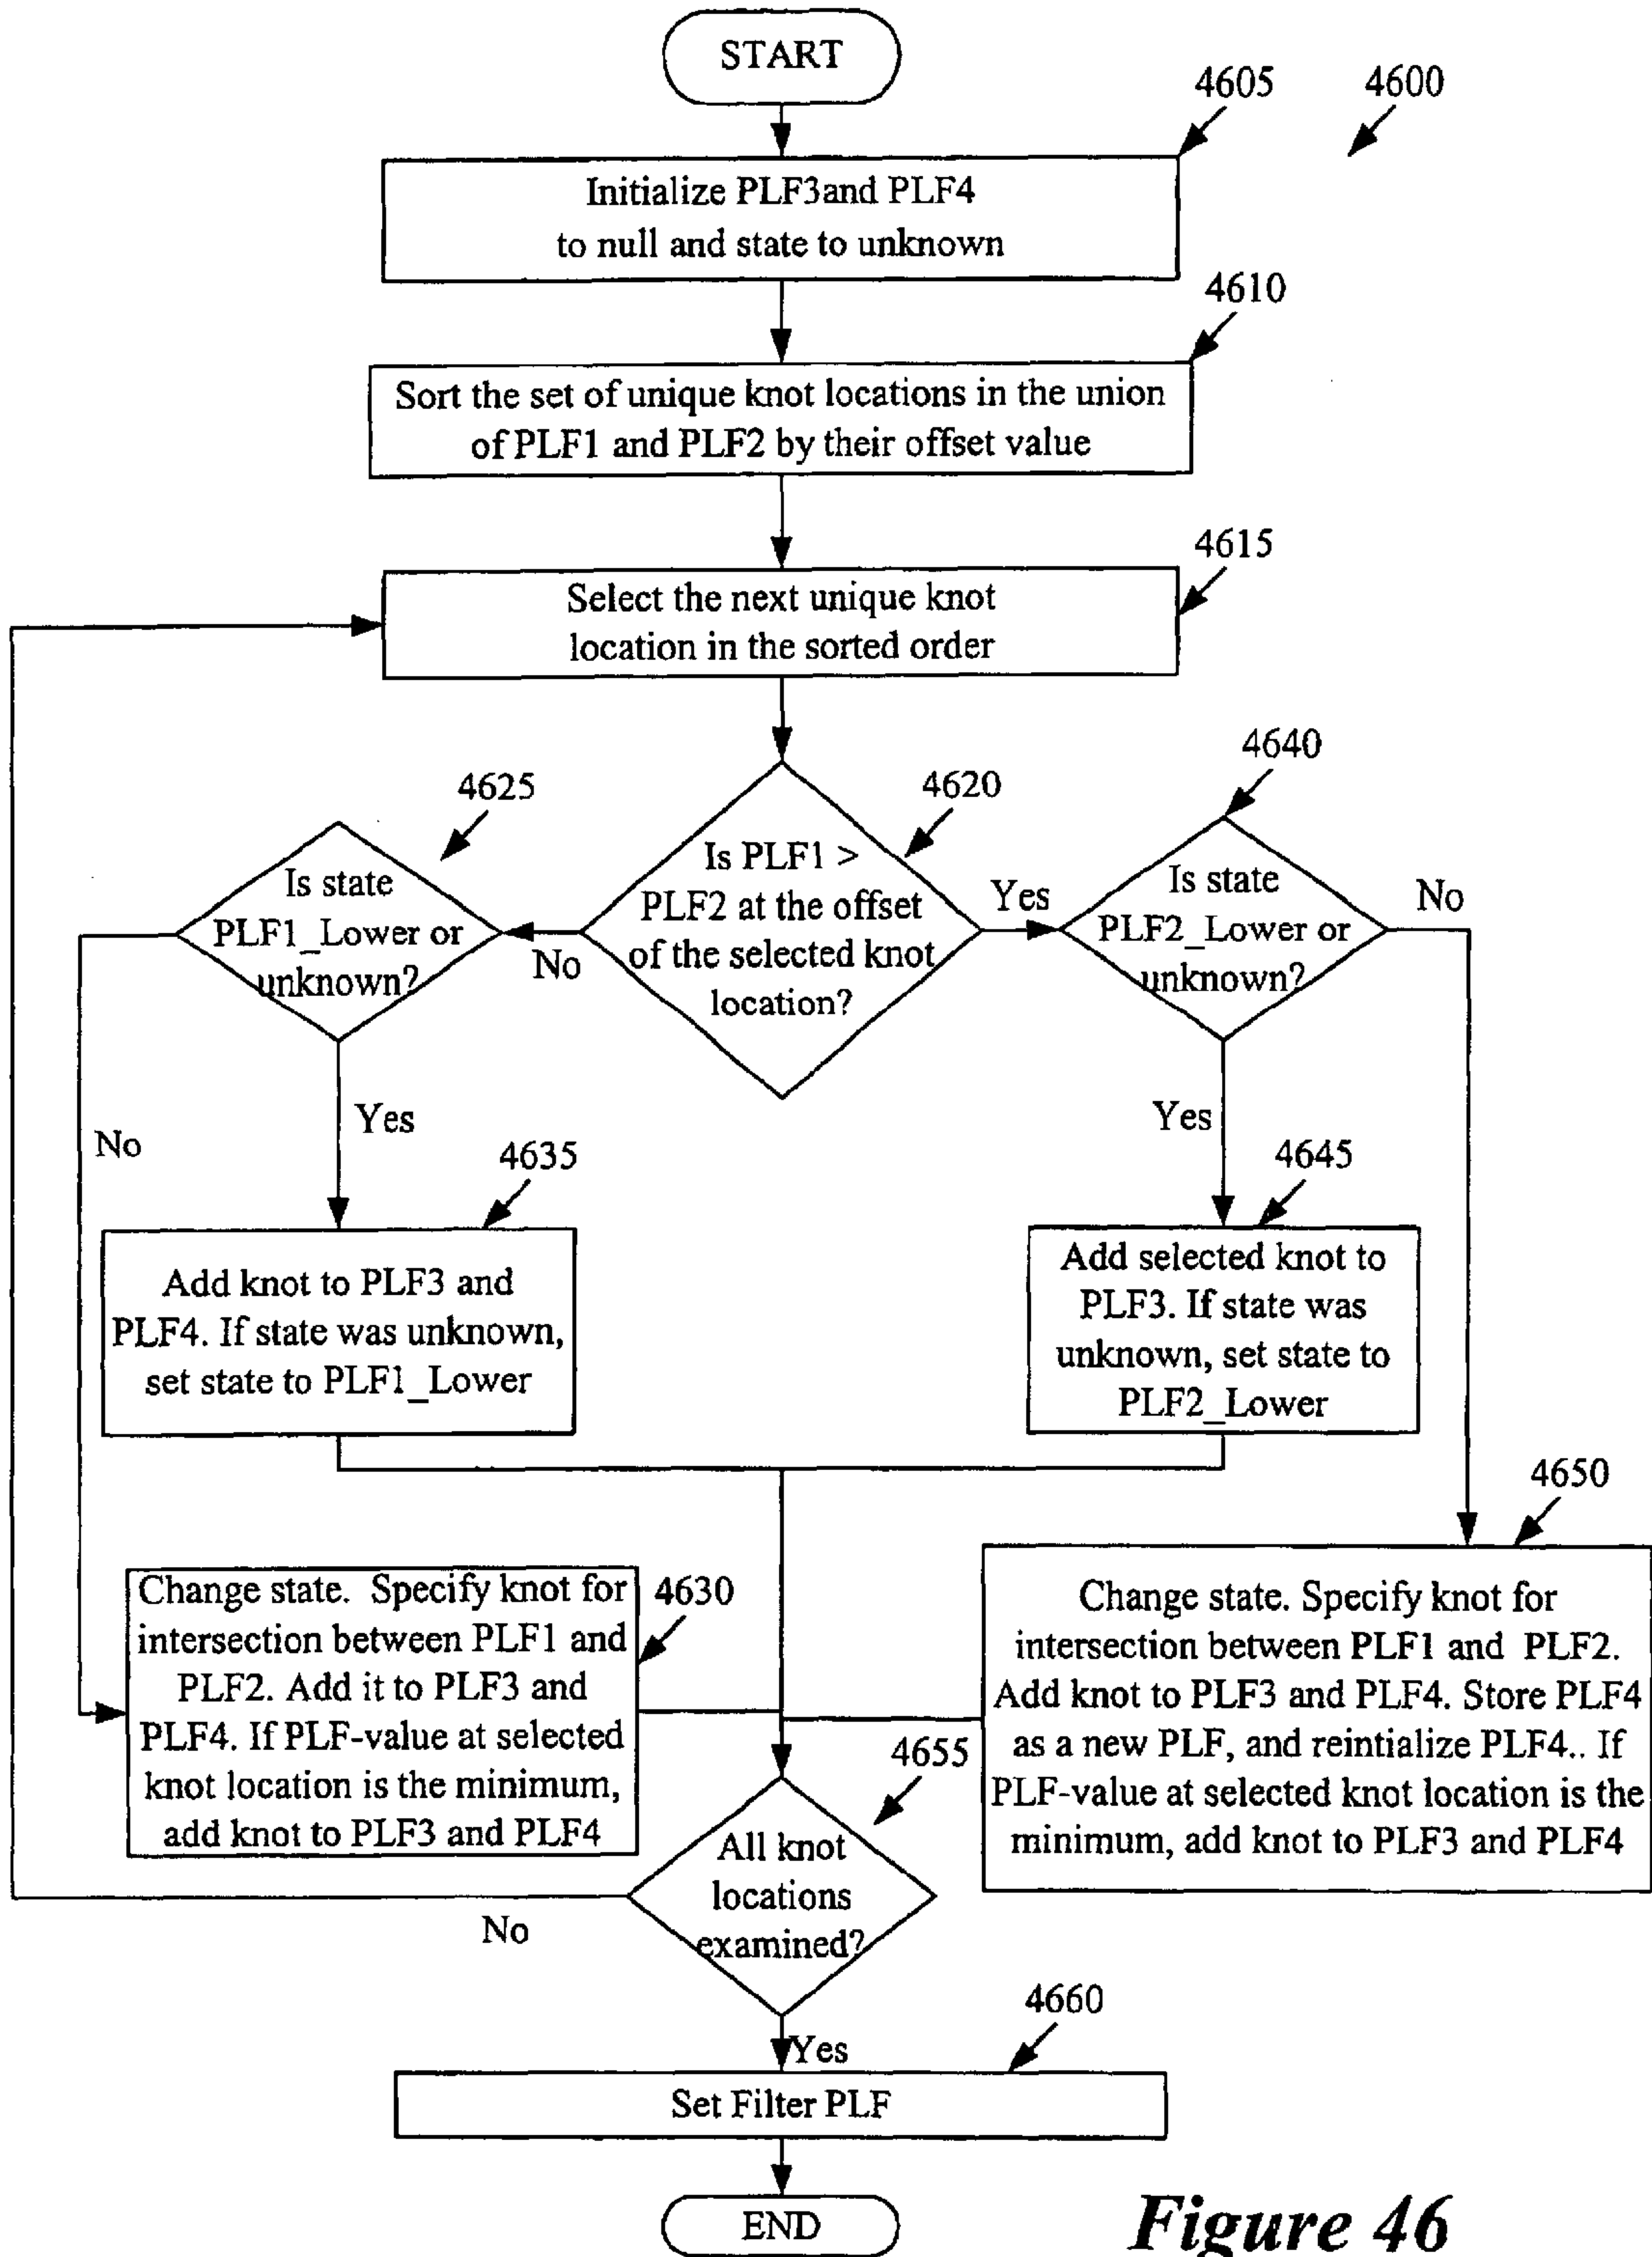 START
4605
4600
Initialize PLF3and PLF4
to null and state to unknown
4610
Sort the set of unique knot locations in the union
of PLF1 and PLF2 by their offset value
4615
Select the next unique knot
location in the sorted order
4625
4620
4640
Is state
PLF1_Lower or
unknown?
No
Is PLF1 >
PLF2 at the offset
of the selected knot
location?
Yes
Is state
PLF2_Lower or
unknown?
No
No
Yes
Yes
4635
4645
Add knot to PLF3 and
PLF4. If state was unknown,
set state to PLF1_Lower
Add selected knot to
PLF3. If state was
unknown, set state to
PLF2_Lower
4630
4650
Change state. Specify knot for
intersection between PLF1 and
PLF2. Add it to PLF3 and
PLF4. If PLF-value at selected
knot location is the minimum,
add knot to PLF3 and PLF4
Change state. Specify knot for
intersection between PLF1 and PLF2.
Add knot to PLF3 and PLF4. Store PLF4
as a new PLF, and reintialize PLF4.. If
PLF-value at selected knot location is the
minimum, add knot to PLF3 and PLF4
4655
All knot
locations
examined?
No
Yes
4660
Set Filter PLF
END
Figure 46